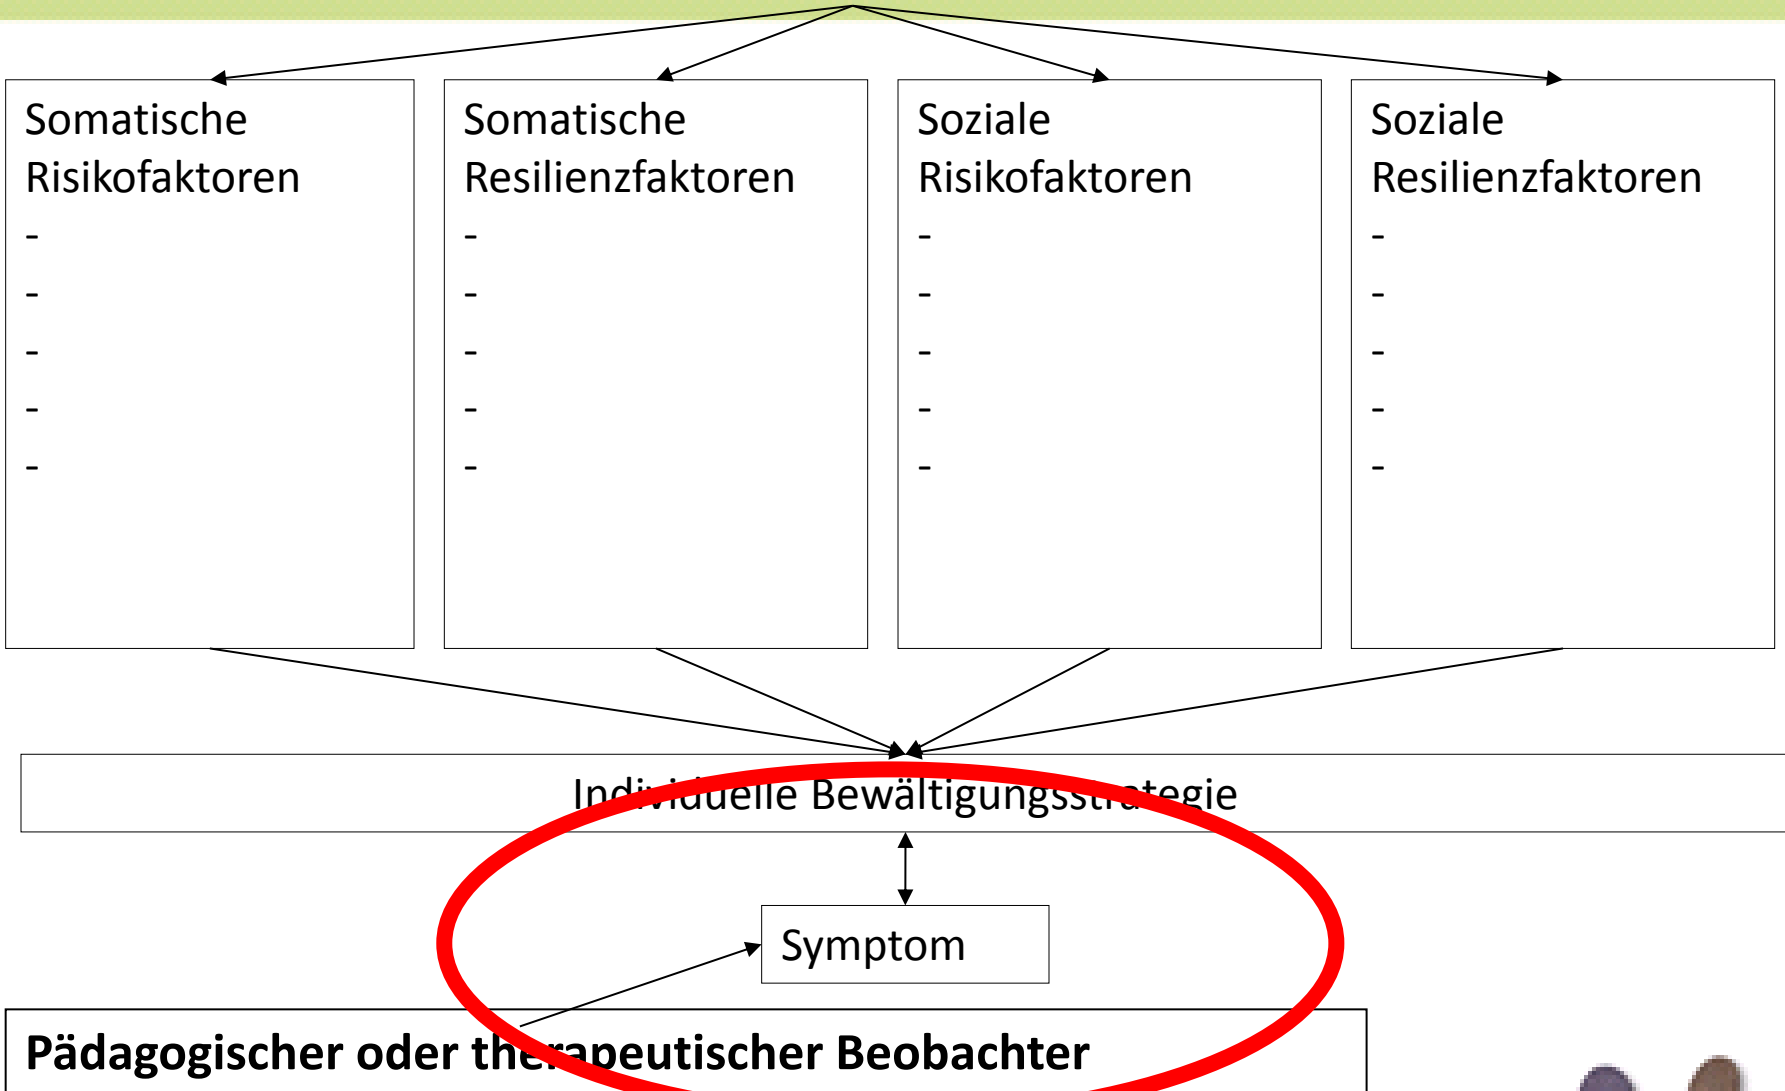 Somatische
Risikofaktoren
-
-
-
-
-
Somatische
Resilienzfaktoren
-
-
-
-
-
Soziale
Risikofaktoren
-
-
-
-
-
Soziale
Resilienzfaktoren
-
-
-
-
-
Individuelle Bewältigungsstrategie
Symptom
Pädagogischer oder therapeutischer Beobachter